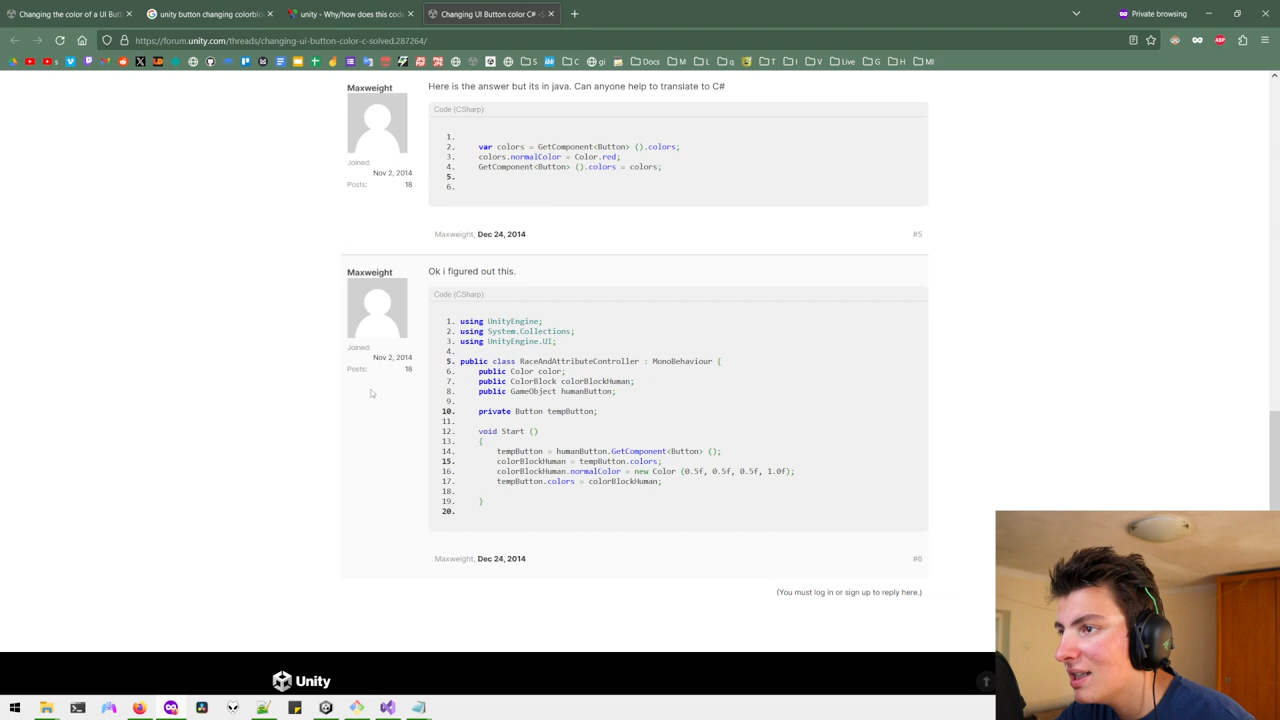 Changing the color of a UI Butt
unity button changing colorbloc
unity - Why/how does this code
Changing UI Button color C# -S
Private browsing
https://forum.unity.com/threads/changing-ui-button-color-c-solved.287264/
S C gi Docs M L q T I V Live G H MI
Maxweight
Here is the answer but its in java. Can anyone help to translate to C#
Code (CSharp):
1.
2. var colors = GetComponent<Button> ().colors;
3. colors.normalColor = Color.red;
4. GetComponent<Button> ().colors = colors;
5.
6.
Joined:
Nov 2, 2014
Posts: 18
Maxweight, Dec 24, 2014 #5
Maxweight
Ok i figured out this.
Code (CSharp):
1. using UnityEngine;
2. using System.Collections;
3. using UnityEngine.UI;
4.
5. public class RaceAndAttributeController : MonoBehaviour {
6. public Color color;
7. public ColorBlock colorBlockHuman;
8. public GameObject humanButton;
9.
10. private Button tempButton;
11.
12. void Start ()
13. {
14. tempButton = humanButton.GetComponent<Button> ();
15. colorBlockHuman = tempButton.colors;
16. colorBlockHuman.normalColor = new Color (0.5f, 0.5f, 0.5f, 1.0f);
17. tempButton.colors = colorBlockHuman;
18.
19. }
20.
Joined:
Nov 2, 2014
Posts: 18
Maxweight, Dec 24, 2014 #6
(You must log in or sign up to reply here.)
Unity